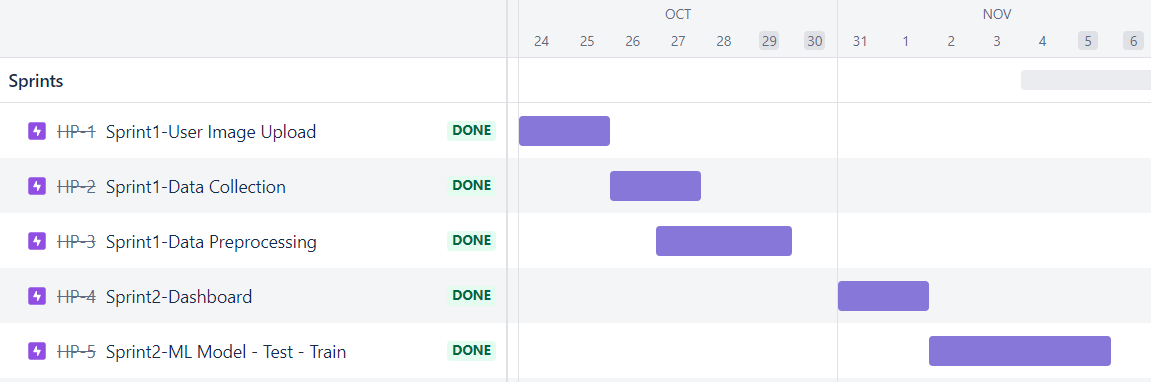 OCT NOV
24 25 26 27 28 29 30 31 1 2 3 4 5 6
Sprints
HP-1 Sprint1-User Image Upload DONE
HP-2 Sprint1-Data Collection DONE
HP-3 Sprint1-Data Preprocessing DONE
HP-4 Sprint2-Dashboard DONE
HP-5 Sprint2-ML Model - Test - Train DONE